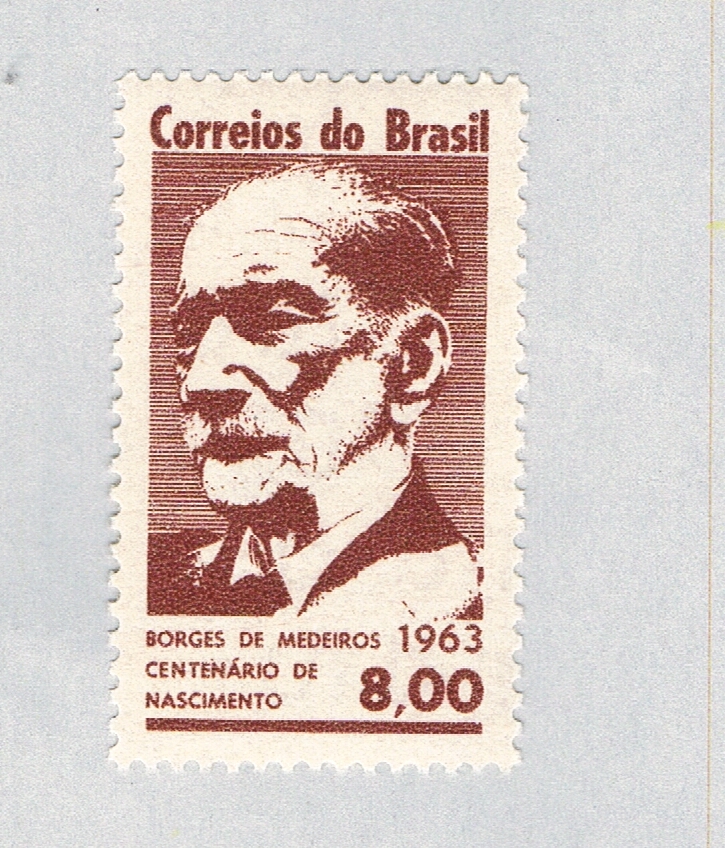 Correios do Brasil
BORGES DE MEDEIROS 1963
CENTENÁRIO DE
NASCIMENTO 8,00